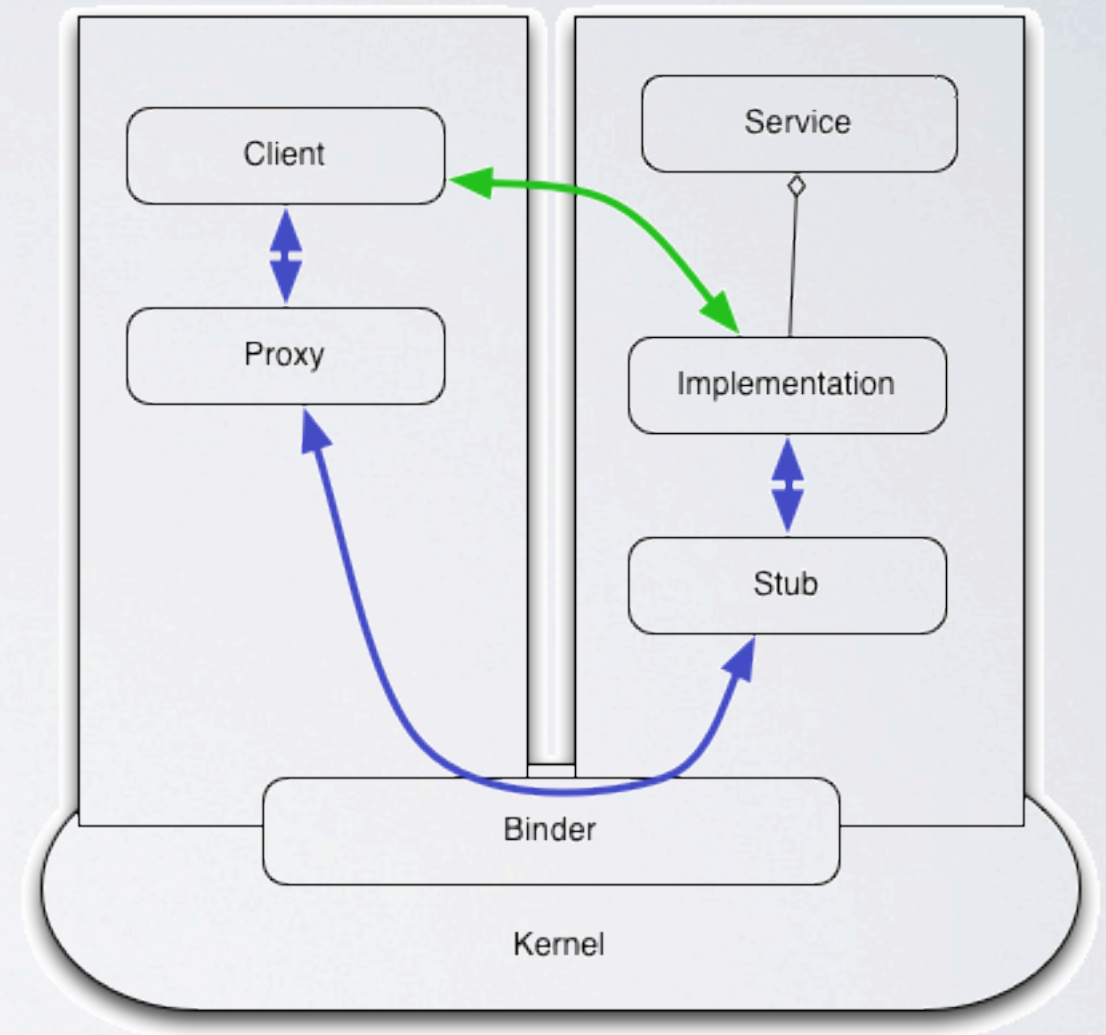 Client
Proxy
Service
Implementation
Stub
Binder
Kernel